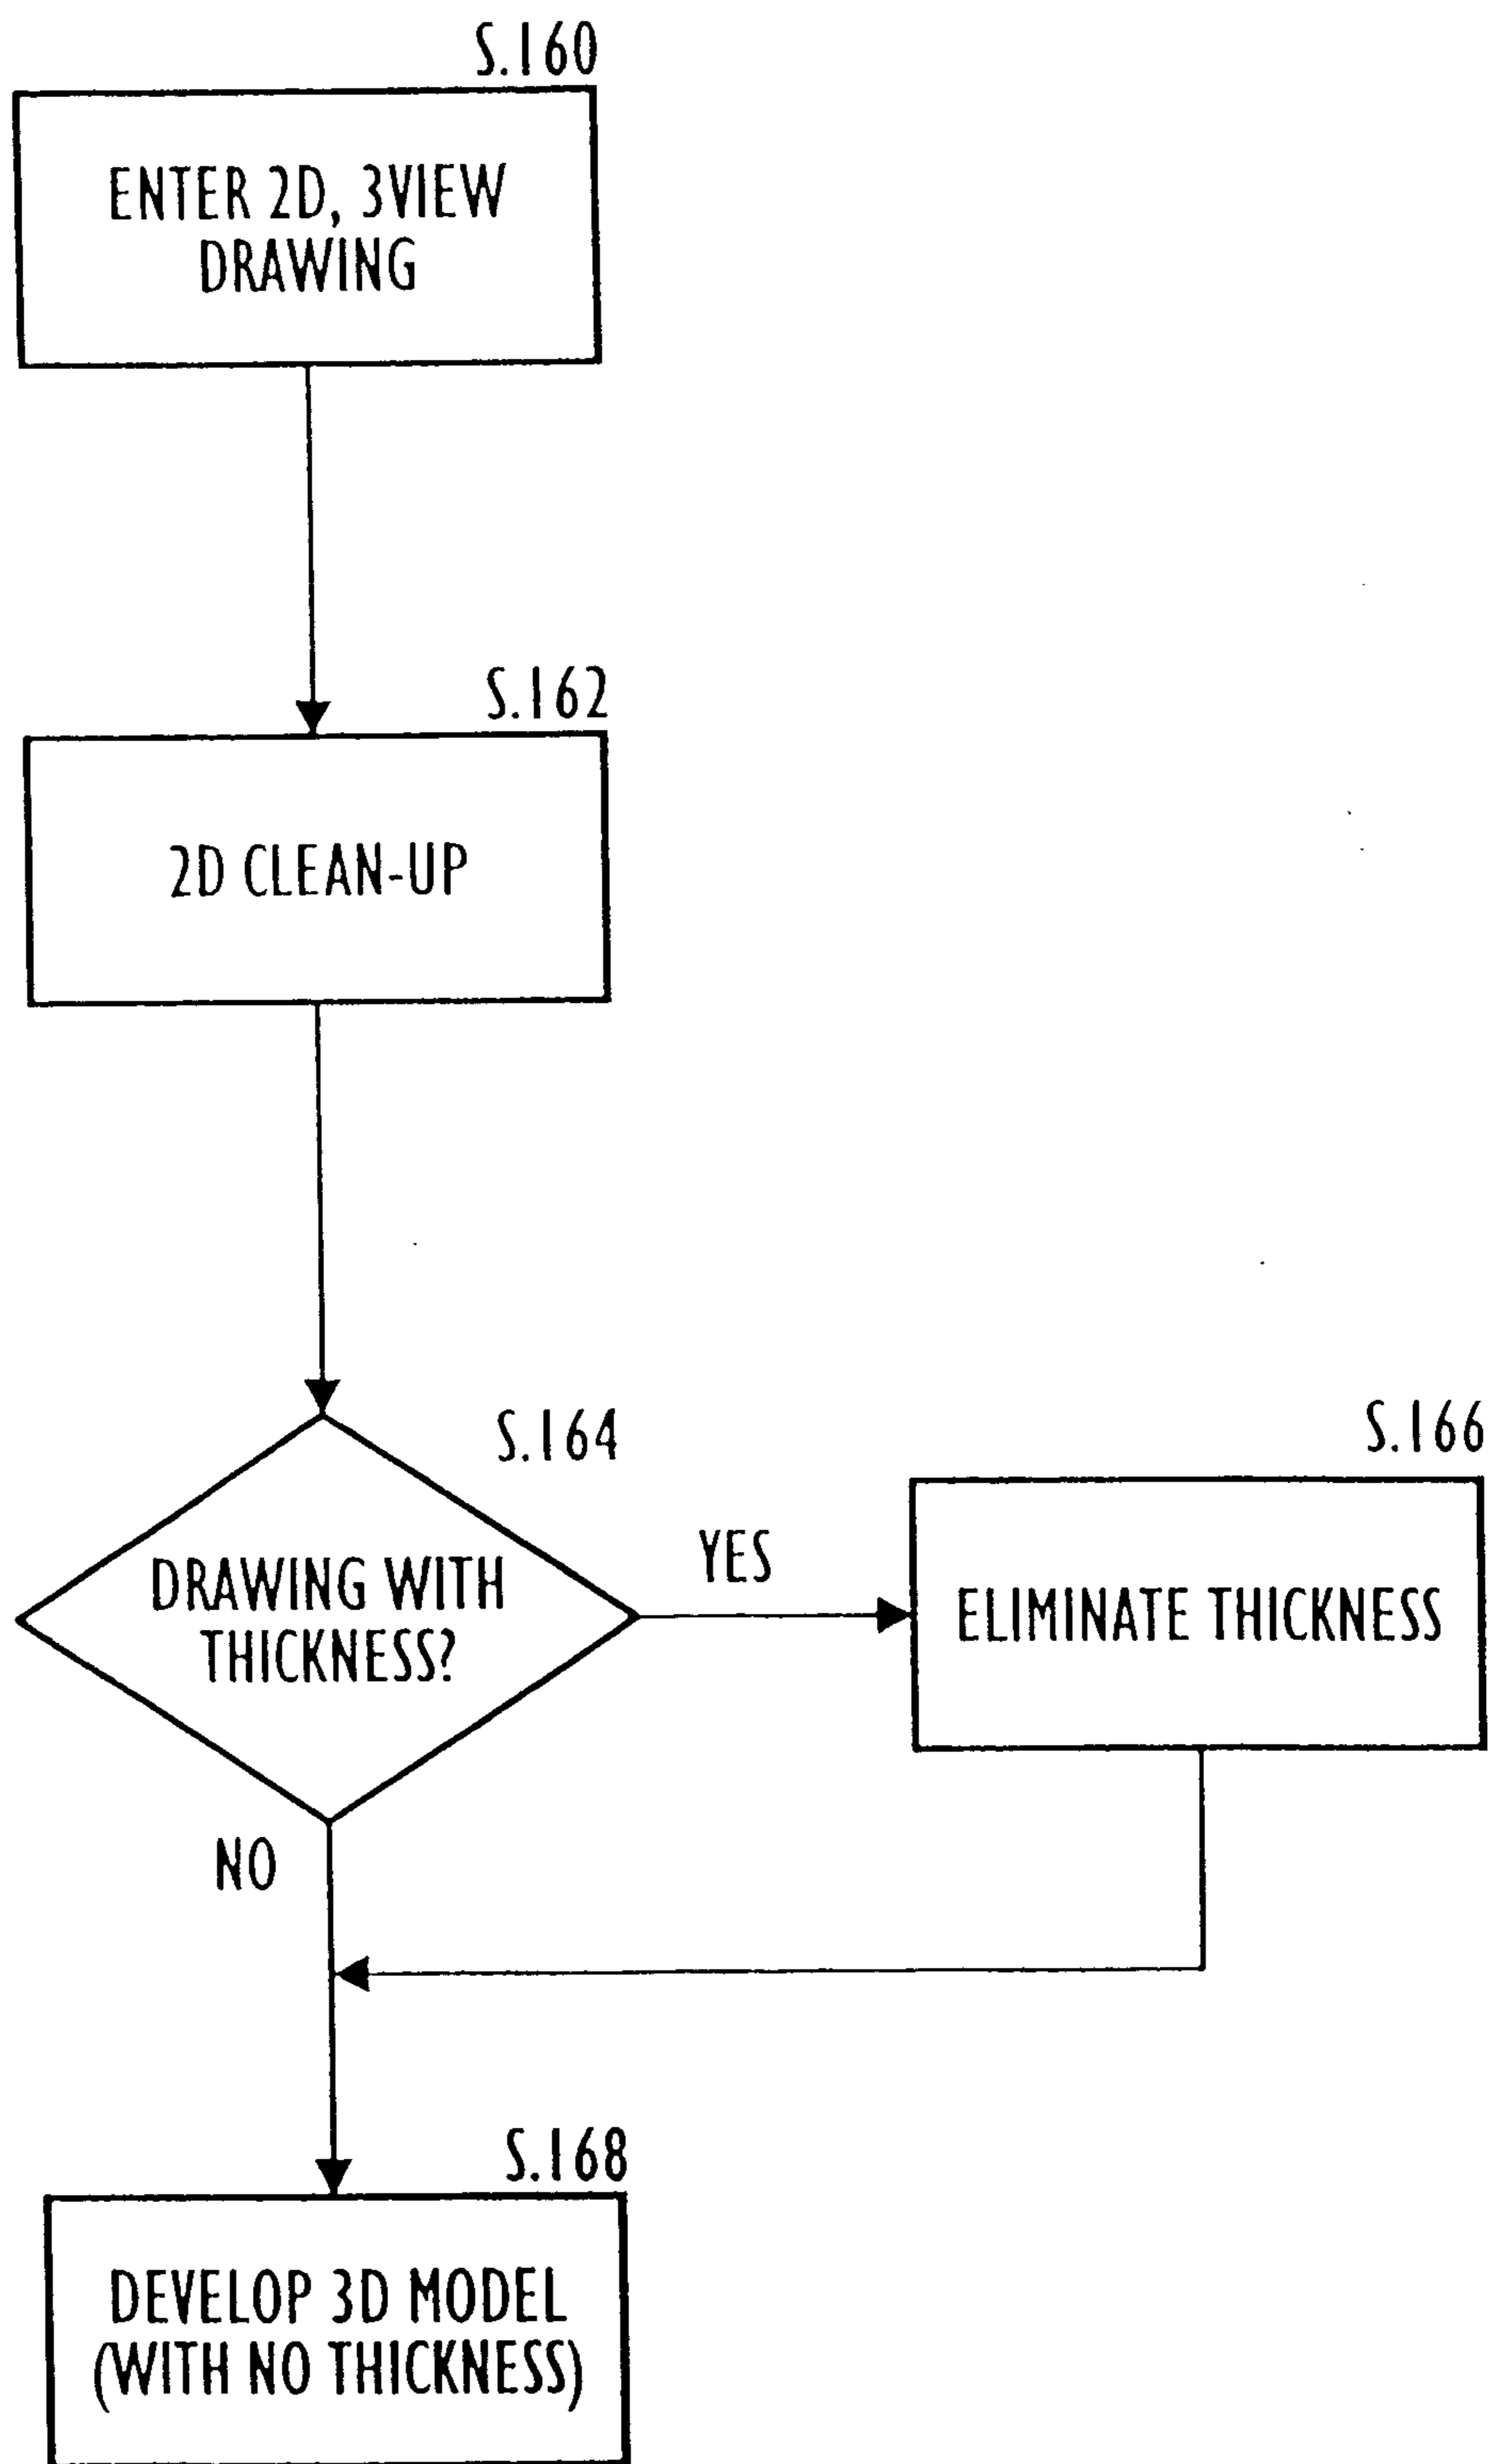 S.160
ENTER 2D, 3VIEW
DRAWING
S.162
2D CLEAN-UP
S.164
DRAWING WITH
THICKNESS?
YES
S.166
ELIMINATE THICKNESS
NO
S.168
DEVELOP 3D MODEL
(WITH NO THICKNESS)